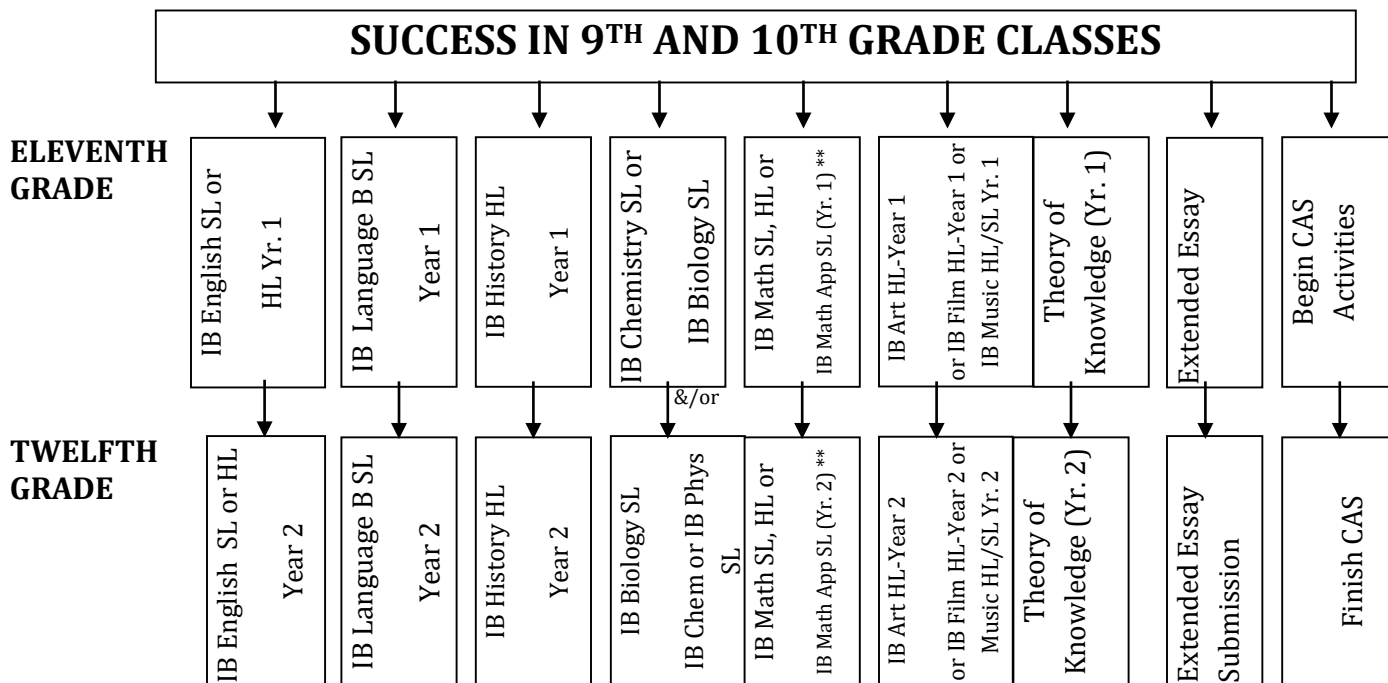 SUCCESS IN 9TH AND 10TH GRADE CLASSES
ELEVENTH
GRADE
IB English SL or
HL Yr. 1
IB Language B SL
Year 1
IB History HL
Year 1
IB Chemistry SL or
IB Biology SL
IB Math SL, HL or
IB Math App SL (Yr. 1) **
IB Art HL-Year 1
or IB Film HL-Year 1 or
IB Music HL/SL Yr. 1
Theory of
Knowledge (Yr. 1)
Extended Essay
Begin CAS
Activities
&/or
TWELFTH
GRADE
IB English SL or HL
Year 2
IB Language B SL
Year 2
IB History HL
Year 2
IB Biology SL
IB Chem or IB Phys
SL
IB Math SL, HL or
IB Math App SL (Yr. 2) **
IB Art HL-Year 2
or IB Film HL-Year 2 or
Music HL/SL Yr. 2
Theory of
Knowledge (Yr. 2)
Extended Essay
Submission
Finish CAS